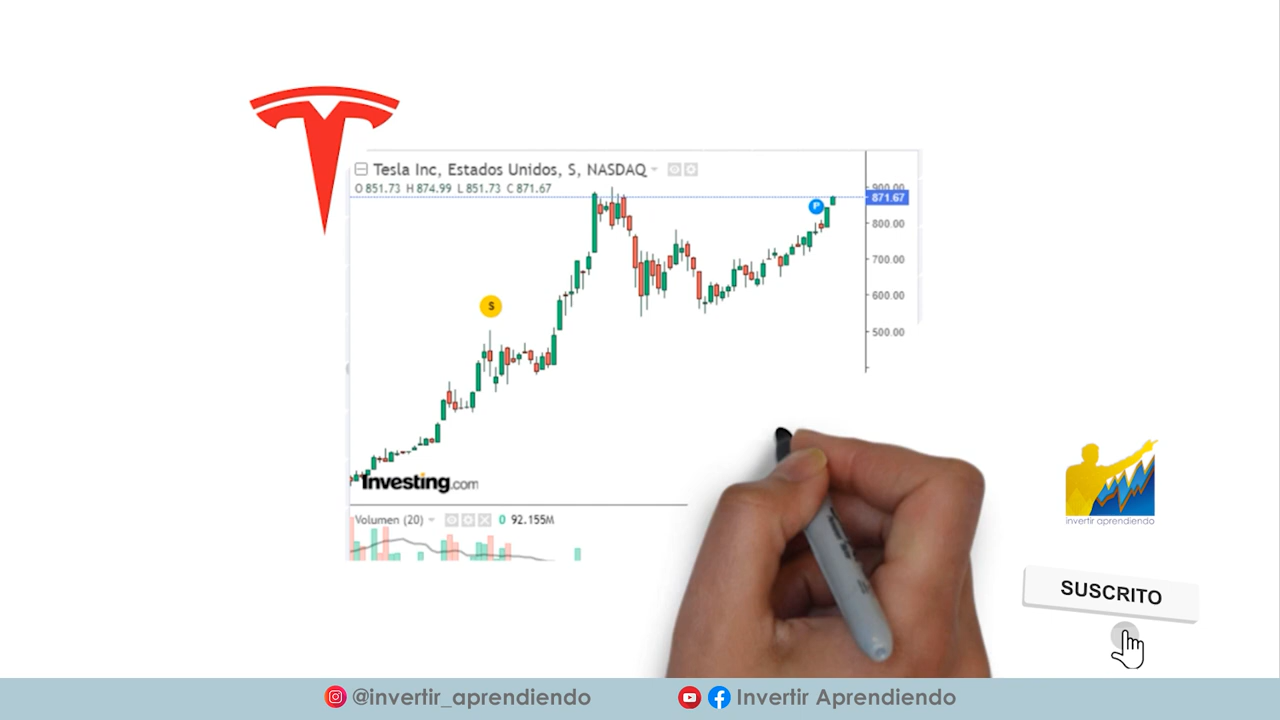 Tesla Inc, Estados Unidos, S, NASDAQ
O 851.73 H 874.99 L 851.73 C 871.67
900.00
871.67
P
800.00
700.00
600.00
500.00
$
Investing.com
Volumen (20) 0 92.155M
invertir aprendiendo
SUSCRITO
@invertir_aprendiendo
Invertir Aprendiendo